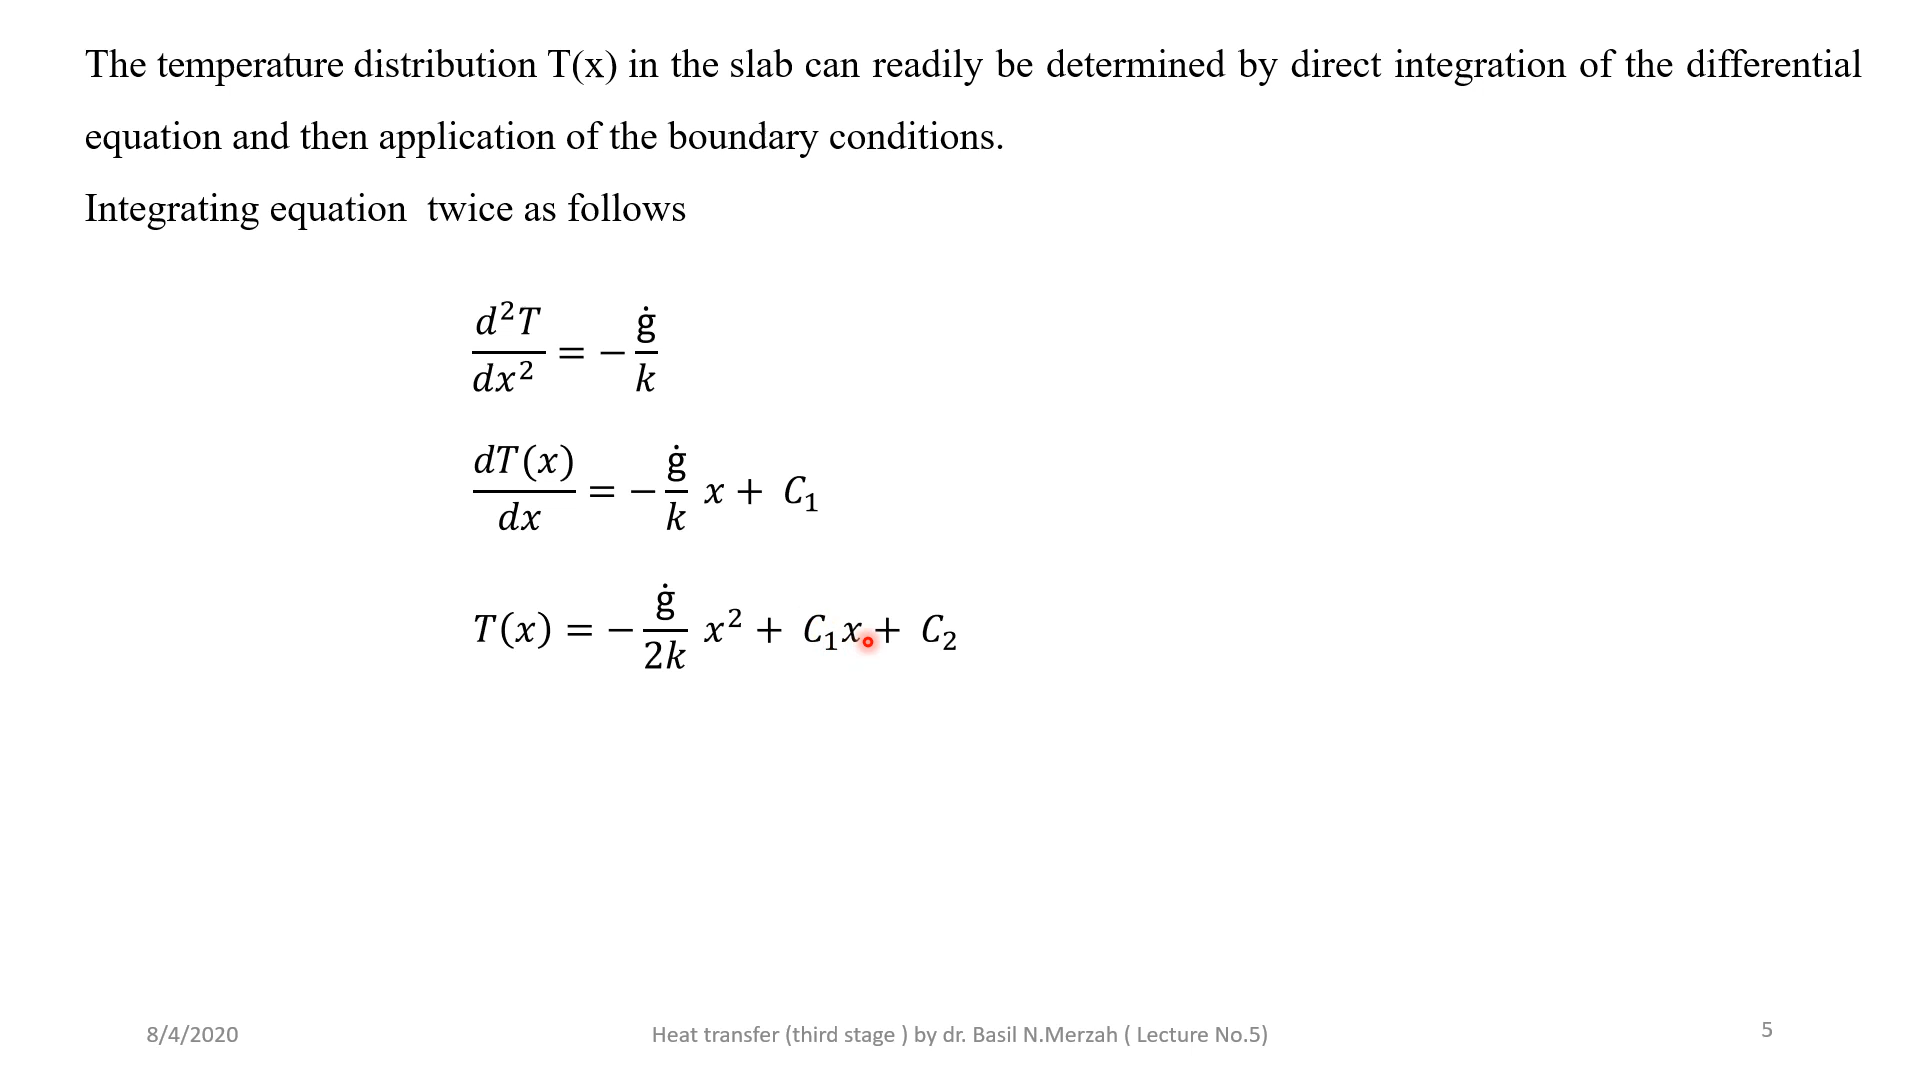 The temperature distribution T(x) in the slab can readily be determined by direct integration of the differential
equation and then application of the boundary conditions.
Integrating equation  twice as follows
d²T/dx² = − ġ/k
dT(x)/dx = − ġ/k x + C₁
T(x) = − ġ/2k x² + C₁x + C₂
8/4/2020
Heat transfer (third stage ) by dr. Basil N.Merzah ( Lecture No.5)
5